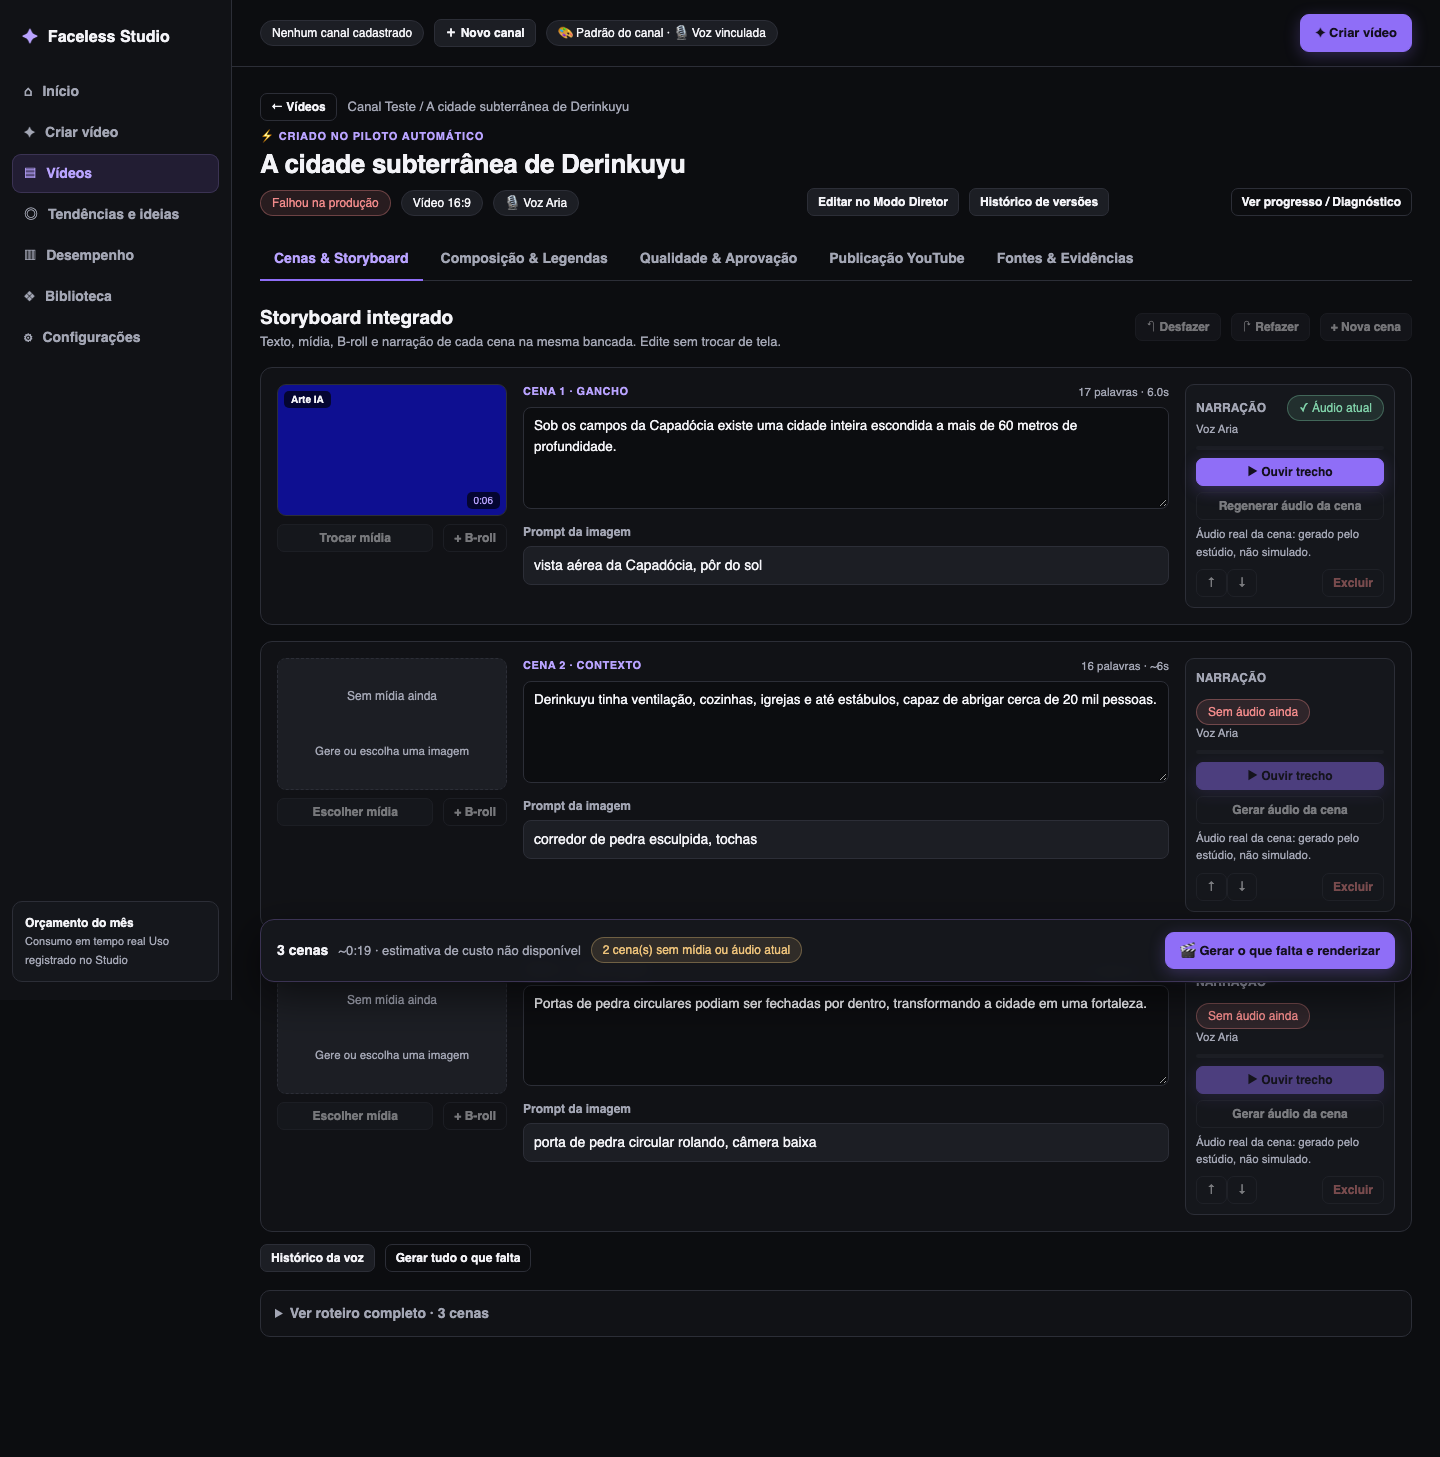 Faceless Studio
Início
Criar vídeo
Vídeos
Tendências e ideias
Desempenho
Biblioteca
Configurações
Orçamento do mês
Consumo em tempo real Uso
registrado no Studio
Nenhum canal cadastrado
+ Novo canal
Padrão do canal · Voz vinculada
Criar vídeo
← Vídeos
Canal Teste / A cidade subterrânea de Derinkuyu
CRIADO NO PILOTO AUTOMÁTICO
A cidade subterrânea de Derinkuyu
Falhou na produção
Vídeo 16:9
Voz Aria
Editar no Modo Diretor
Histórico de versões
Ver progresso / Diagnóstico
Cenas & Storyboard
Composição & Legendas
Qualidade & Aprovação
Publicação YouTube
Fontes & Evidências
Storyboard integrado
Texto, mídia, B-roll e narração de cada cena na mesma bancada. Edite sem trocar de tela.
Desfazer
Refazer
+ Nova cena
Arte IA
0:06
Trocar mídia
+ B-roll
CENA 1 · GANCHO
17 palavras · 6.0s
Sob os campos da Capadócia existe uma cidade inteira escondida a mais de 60 metros de
profundidade.
Prompt da imagem
vista aérea da Capadócia, pôr do sol
NARRAÇÃO
✓ Áudio atual
Voz Aria
▶ Ouvir trecho
Regenerar áudio da cena
Áudio real da cena: gerado pelo
estúdio, não simulado.
↑ ↓
Excluir
Sem mídia ainda
Gere ou escolha uma imagem
Escolher mídia
+ B-roll
CENA 2 · CONTEXTO
16 palavras · ~6s
Derinkuyu tinha ventilação, cozinhas, igrejas e até estábulos, capaz de abrigar cerca de 20 mil pessoas.
Prompt da imagem
corredor de pedra esculpida, tochas
NARRAÇÃO
Sem áudio ainda
Voz Aria
▶ Ouvir trecho
Gerar áudio da cena
Áudio real da cena: gerado pelo
estúdio, não simulado.
↑ ↓
Excluir
3 cenas
~0:19 · estimativa de custo não disponível
2 cena(s) sem mídia ou áudio atual
Gerar o que falta e renderizar
Sem mídia ainda
Gere ou escolha uma imagem
Escolher mídia
+ B-roll
Portas de pedra circulares podiam ser fechadas por dentro, transformando a cidade em uma fortaleza.
Prompt da imagem
porta de pedra circular rolando, câmera baixa
NARRAÇÃO
Sem áudio ainda
Voz Aria
▶ Ouvir trecho
Gerar áudio da cena
Áudio real da cena: gerado pelo
estúdio, não simulado.
↑ ↓
Excluir
Histórico da voz
Gerar tudo o que falta
▶ Ver roteiro completo · 3 cenas